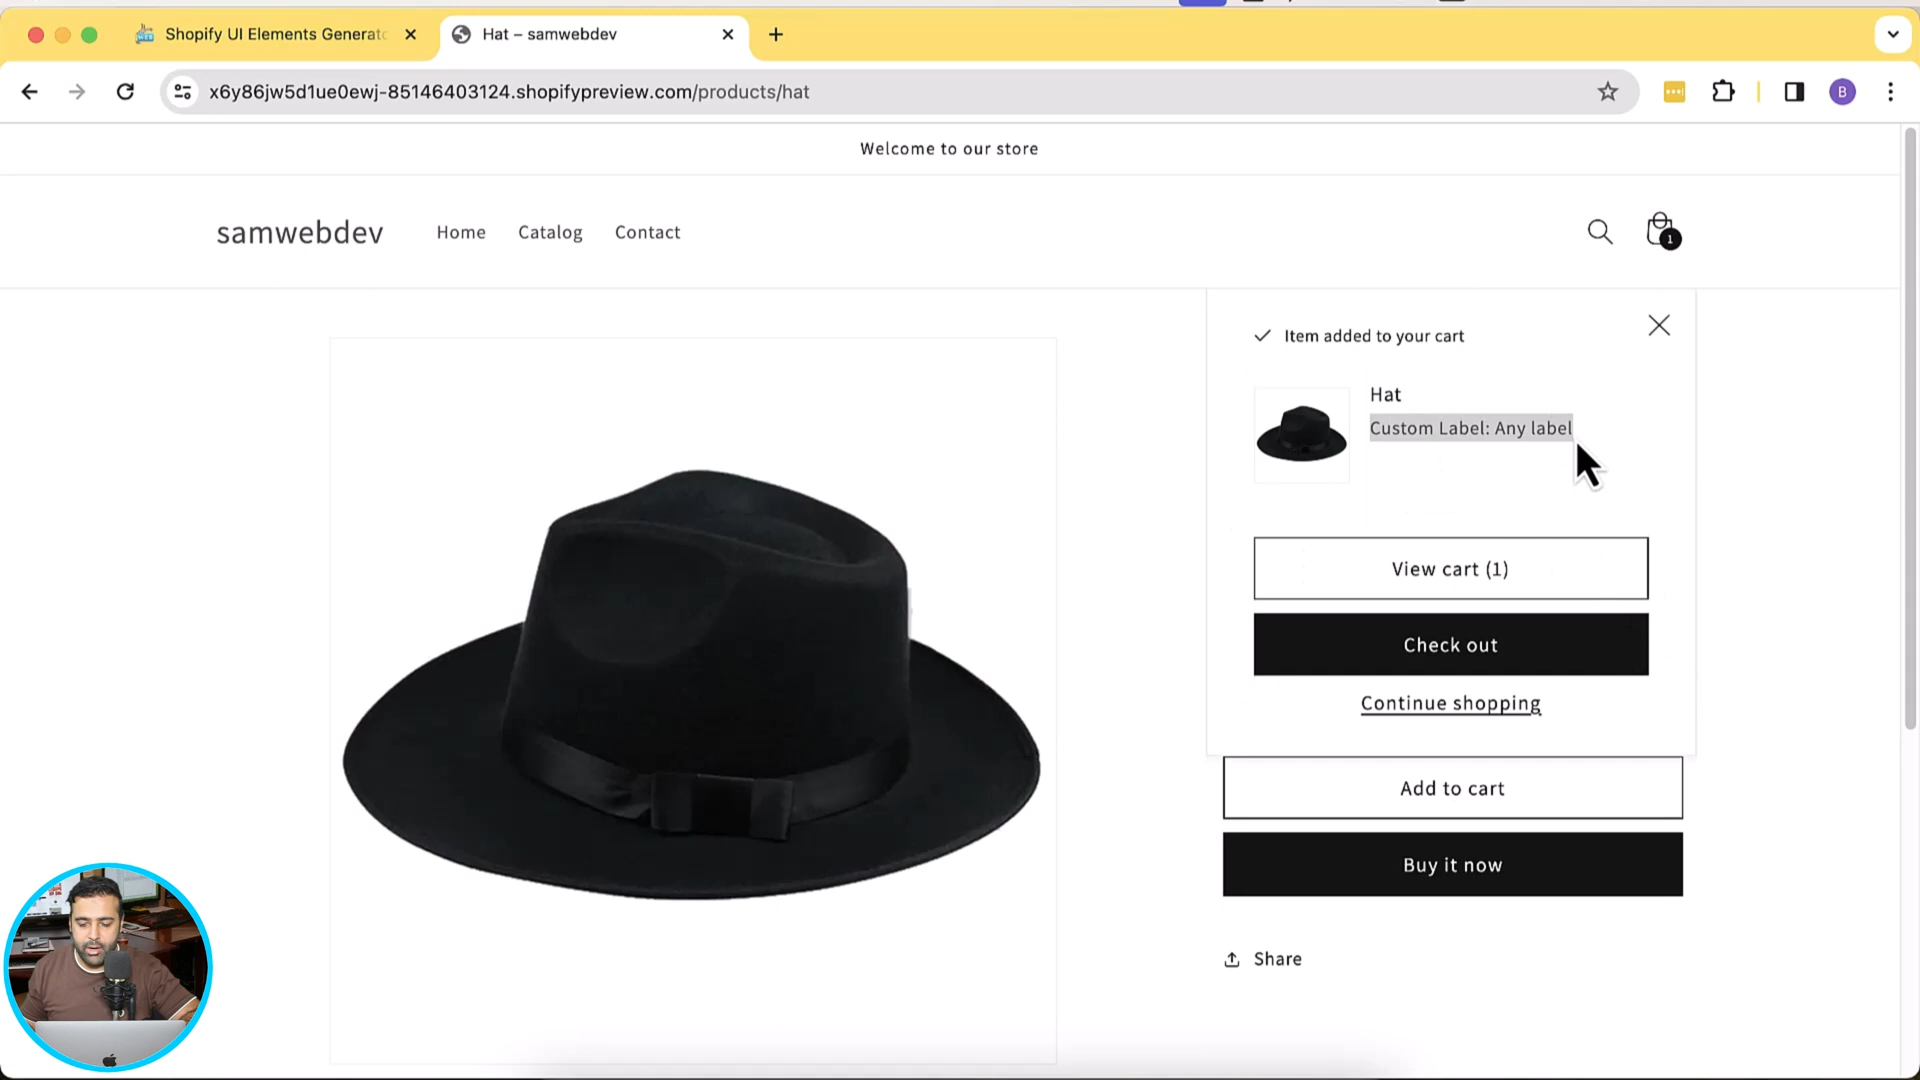 Shopify UI Elements Generato
Hat – samwebdev
x6y86jw5d1ue0ewj-85146403124.shopifypreview.com/products/hat
B
Welcome to our store
samwebdev
Home
Catalog
Contact
1
Item added to your cart
Hat
Custom Label: Any label
View cart (1)
Check out
Continue shopping
Add to cart
Buy it now
Share